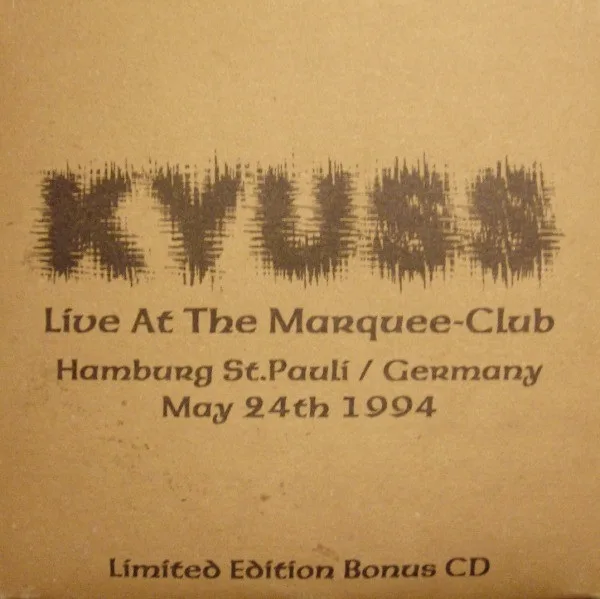 KYUSS
Live At The Marquee-Club
Hamburg St.Pauli / Germany
May 24th 1994
Limited Edition Bonus CD